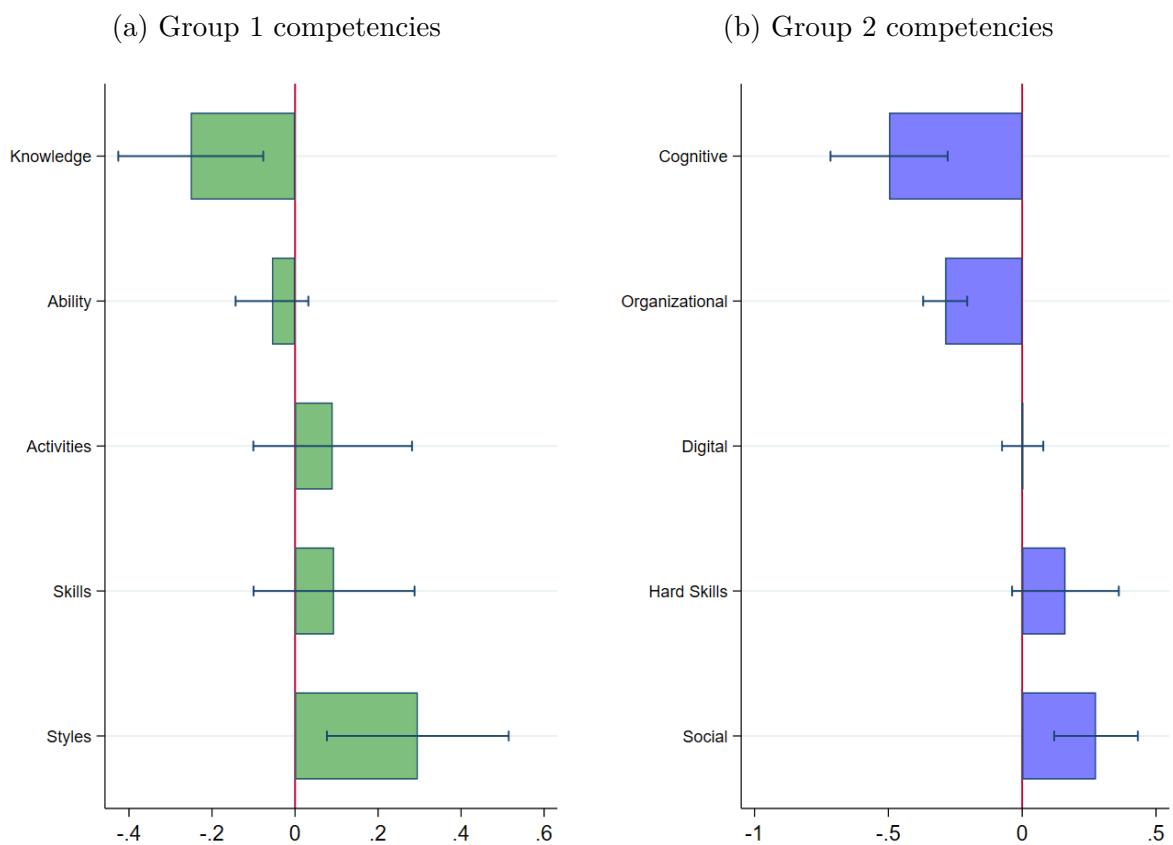 (a) Group 1 competencies
Knowledge
Ability
Activities
Skills
Styles
-.4 -.2 0 .2 .4 .6
(b) Group 2 competencies
Cognitive
Organizational
Digital
Hard Skills
Social
-1 -.5 0 .5